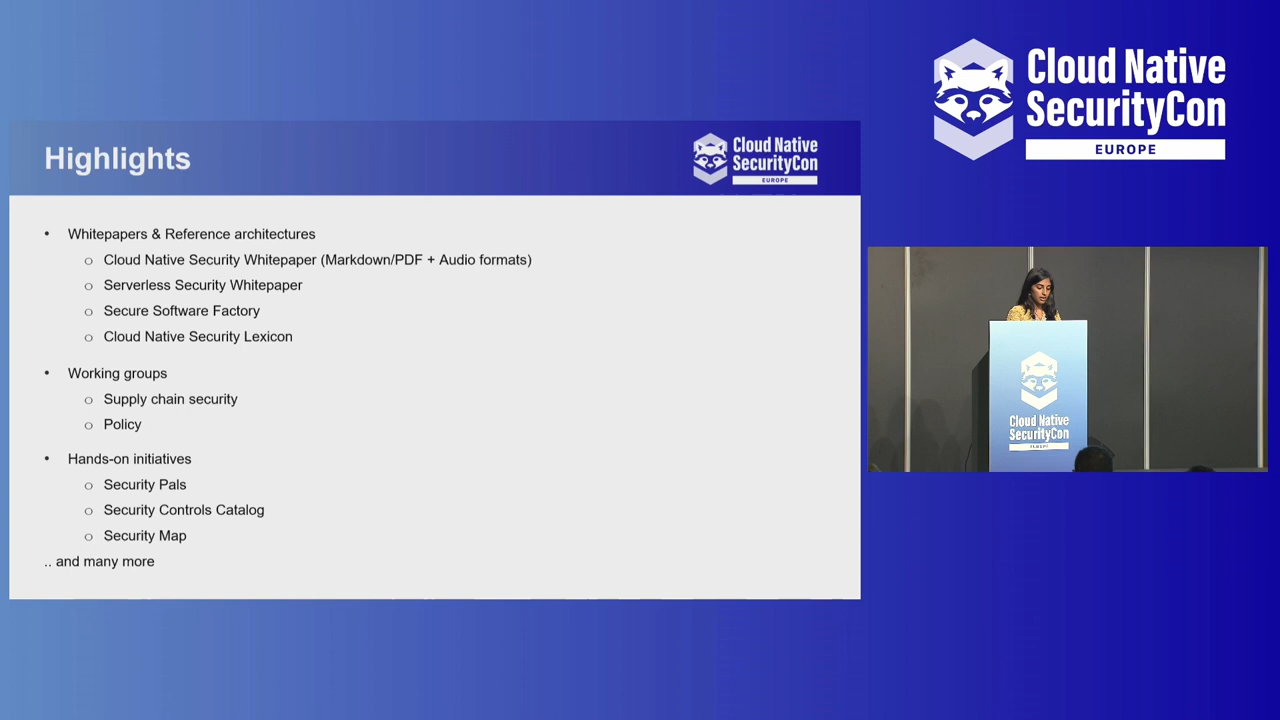 Cloud Native
SecurityCon
EUROPE
Highlights
Cloud Native
SecurityCon
EUROPE
• Whitepapers & Reference architectures
o Cloud Native Security Whitepaper (Markdown/PDF + Audio formats)
o Serverless Security Whitepaper
o Secure Software Factory
o Cloud Native Security Lexicon
• Working groups
o Supply chain security
o Policy
• Hands-on initiatives
o Security Pals
o Security Controls Catalog
o Security Map
.. and many more
Cloud Native
SecurityCon
EUROPE